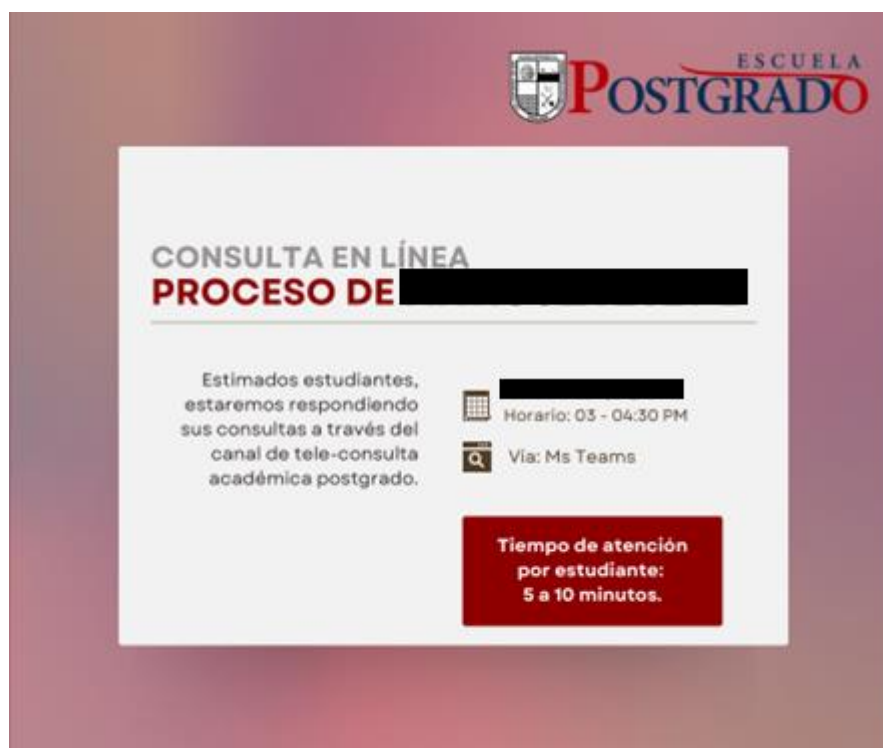 ESCUELA
POSTGRADO
CONSULTA EN LÍNEA
PROCESO DE
Estimados estudiantes,
estaremos respondiendo
sus consultas a través del
canal de tele-consulta
académica postgrado.
Horario: 03 - 04:30 PM
Vía: Ms Teams
Tiempo de atención
por estudiante:
5 a 10 minutos.